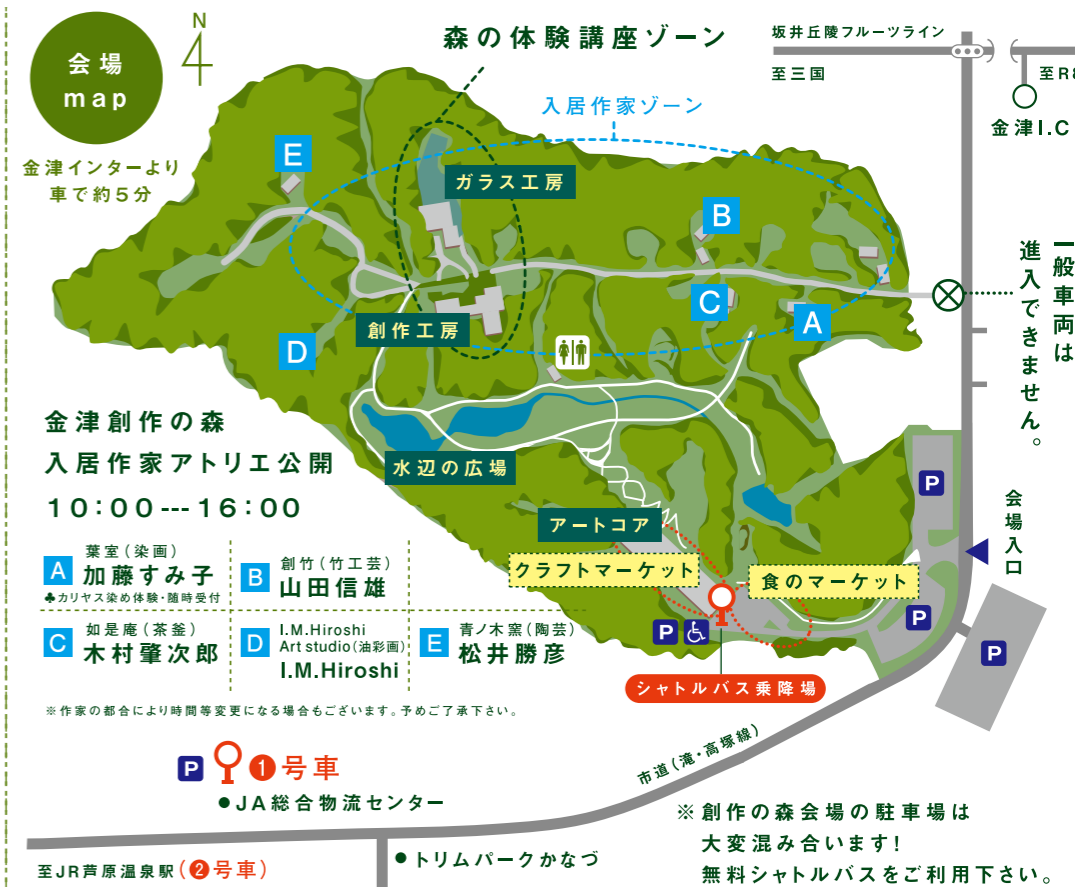 会場
map
N
金津インターより
車で約5分
森の体験講座ゾーン
入居作家ゾーン
坂井丘陵フルーツライン
至三国
至R8
金津I.C
E
ガラス工房
B
C
A
創作工房
D
一般車両は
進入できません。
金津創作の森
入居作家アトリエ公開
10:00 --- 16:00
水辺の広場
アートコア
クラフトマーケット
食のマーケット
P
会場入口
P
P
P
シャトルバス乗降場
A
葉室(染画)
加藤すみ子
♣カリヤス染め体験・随時受付
B
創竹(竹工芸)
山田信雄
C
如是庵(茶釜)
木村肇次郎
D
I.M.Hiroshi
Art studio(油彩画)
I.M.Hiroshi
E
青ノ木窯(陶芸)
松井勝彦
※作家の都合により時間等変更になる場合もございます。予めご了承下さい。
市道(滝・高塚線)
P ❶号車
●JA総合物流センター
至JR芦原温泉駅(❷号車)
●トリムパークかなづ
※創作の森会場の駐車場は
大変混み合います!
無料シャトルバスをご利用下さい。